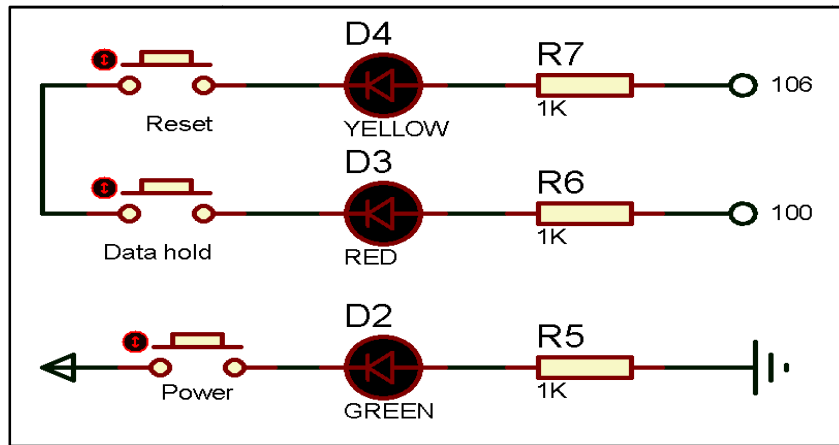 D4
R7
106
1K
Reset
YELLOW
D3
R6
100
1K
Data hold
RED
D2
R5
1K
Power
GREEN